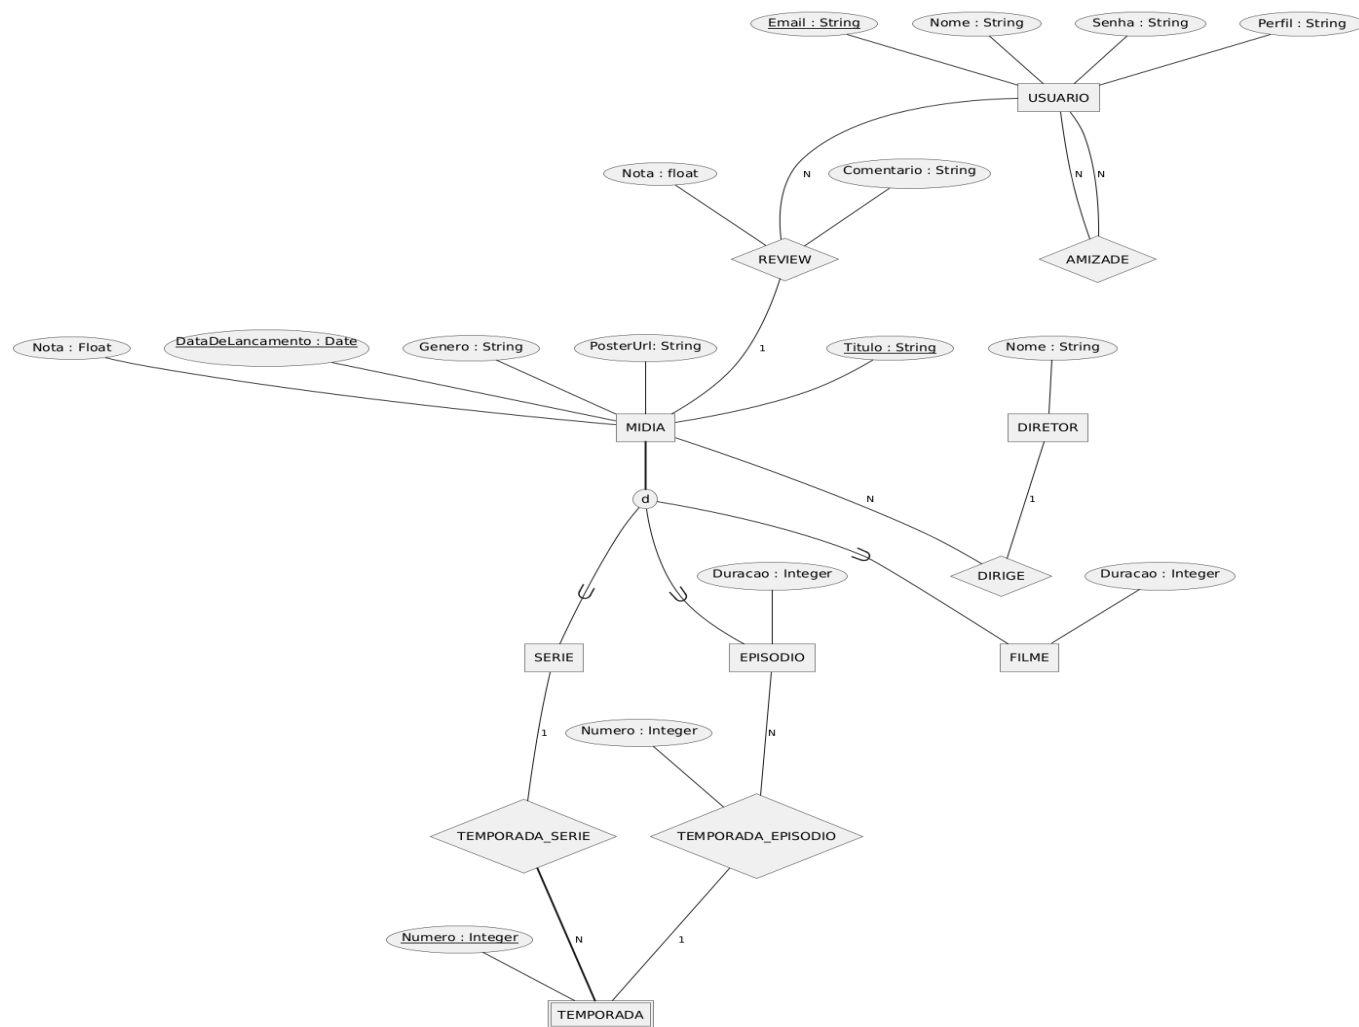 Email : String
Nome : String
Senha : String
Perfil : String
USUARIO
Nota : float
N
Comentario : String
N
N
REVIEW
AMIZADE
Nota : Float
DataDeLancamento : Date
Genero : String
PosterUrl: String
1
Titulo : String
Nome : String
MIDIA
DIRETOR
d
N
1
U
U
U
Duracao : Integer
DIRIGE
Duracao : Integer
SERIE
EPISODIO
FILME
1
Numero : Integer
N
TEMPORADA_SERIE
TEMPORADA_EPISODIO
Numero : Integer
N
1
TEMPORADA